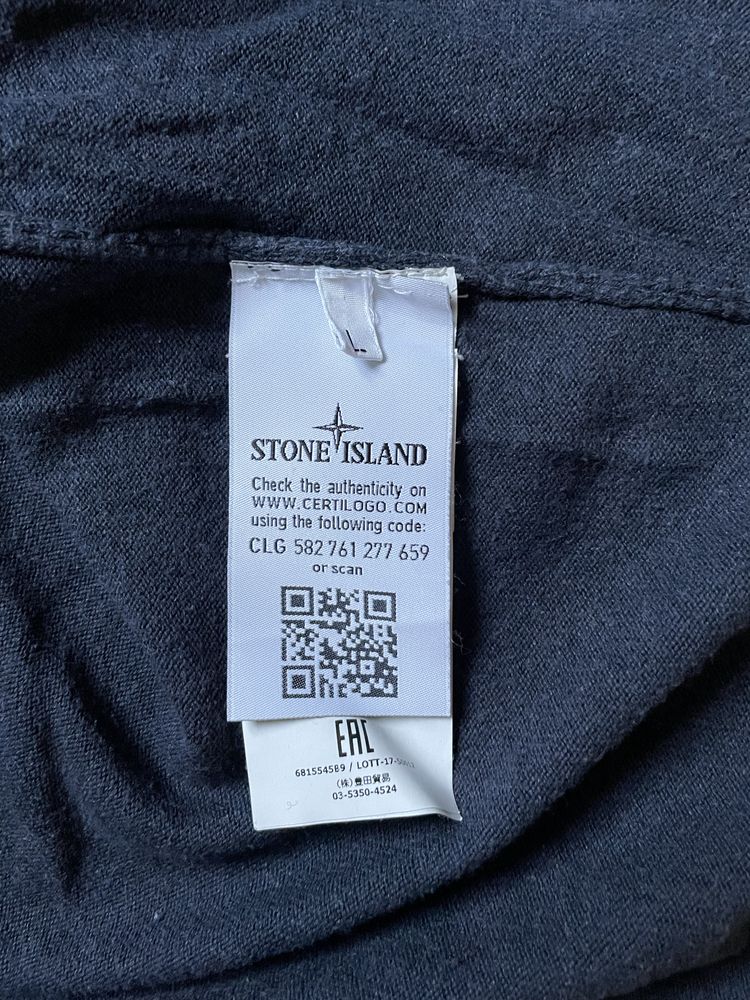 L
STONE ISLAND
Check the authenticity on
WWW.CERTILOGO.COM
using the following code:
CLG 582 761 277 659
or scan
EAC
681554589 / LOTT-17-50017
(株)豊田貿易
03-5350-4524